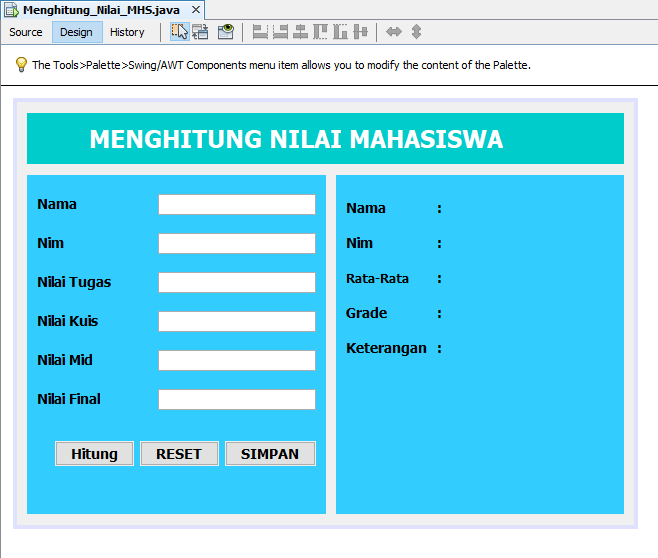 Menghitung_Nilai_MHS.java
Source Design History
The Tools>Palette>Swing/AWT Components menu item allows you to modify the content of the Palette.
MENGHITUNG NILAI MAHASISWA
Nama
Nim
Nilai Tugas
Nilai Kuis
Nilai Mid
Nilai Final
Hitung RESET SIMPAN
Nama :
Nim :
Rata-Rata :
Grade :
Keterangan :